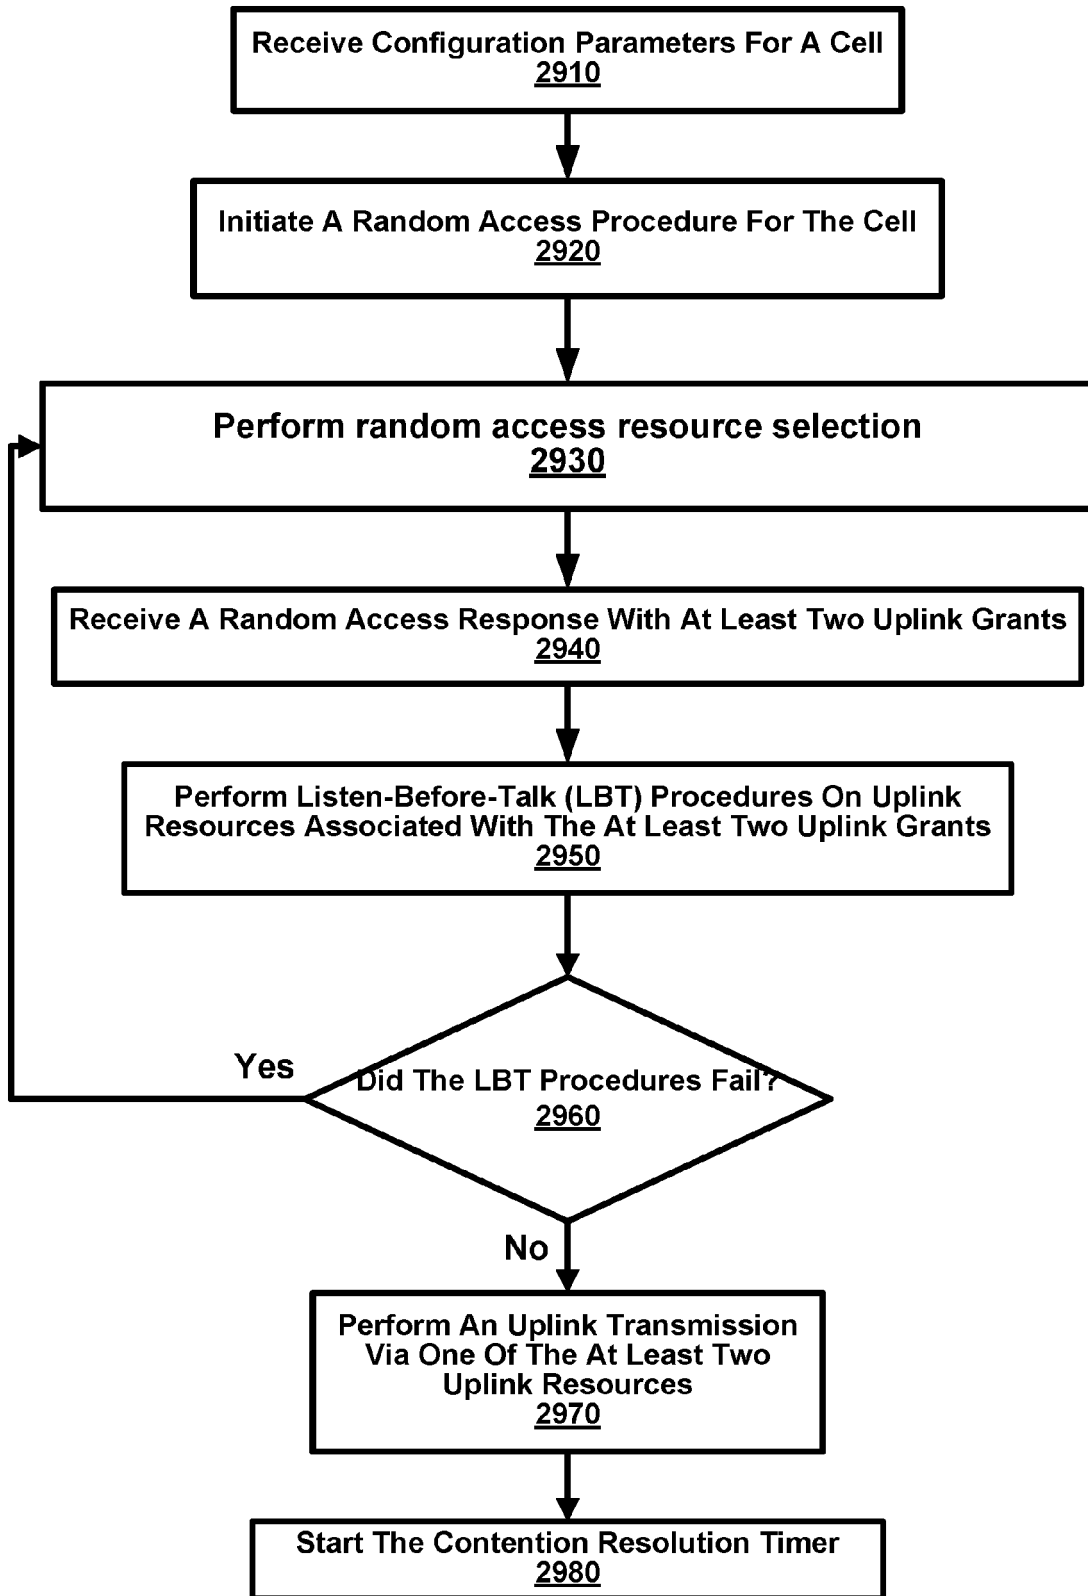 Receive Configuration Parameters For A Cell
2910
Initiate A Random Access Procedure For The Cell
2920
Perform random access resource selection
2930
Receive A Random Access Response With At Least Two Uplink Grants
2940
Perform Listen-Before-Talk (LBT) Procedures On Uplink
Resources Associated With The At Least Two Uplink Grants
2950
Yes
Did The LBT Procedures Fail?
2960
No
Perform An Uplink Transmission
Via One Of The At Least Two
Uplink Resources
2970
Start The Contention Resolution Timer
2980